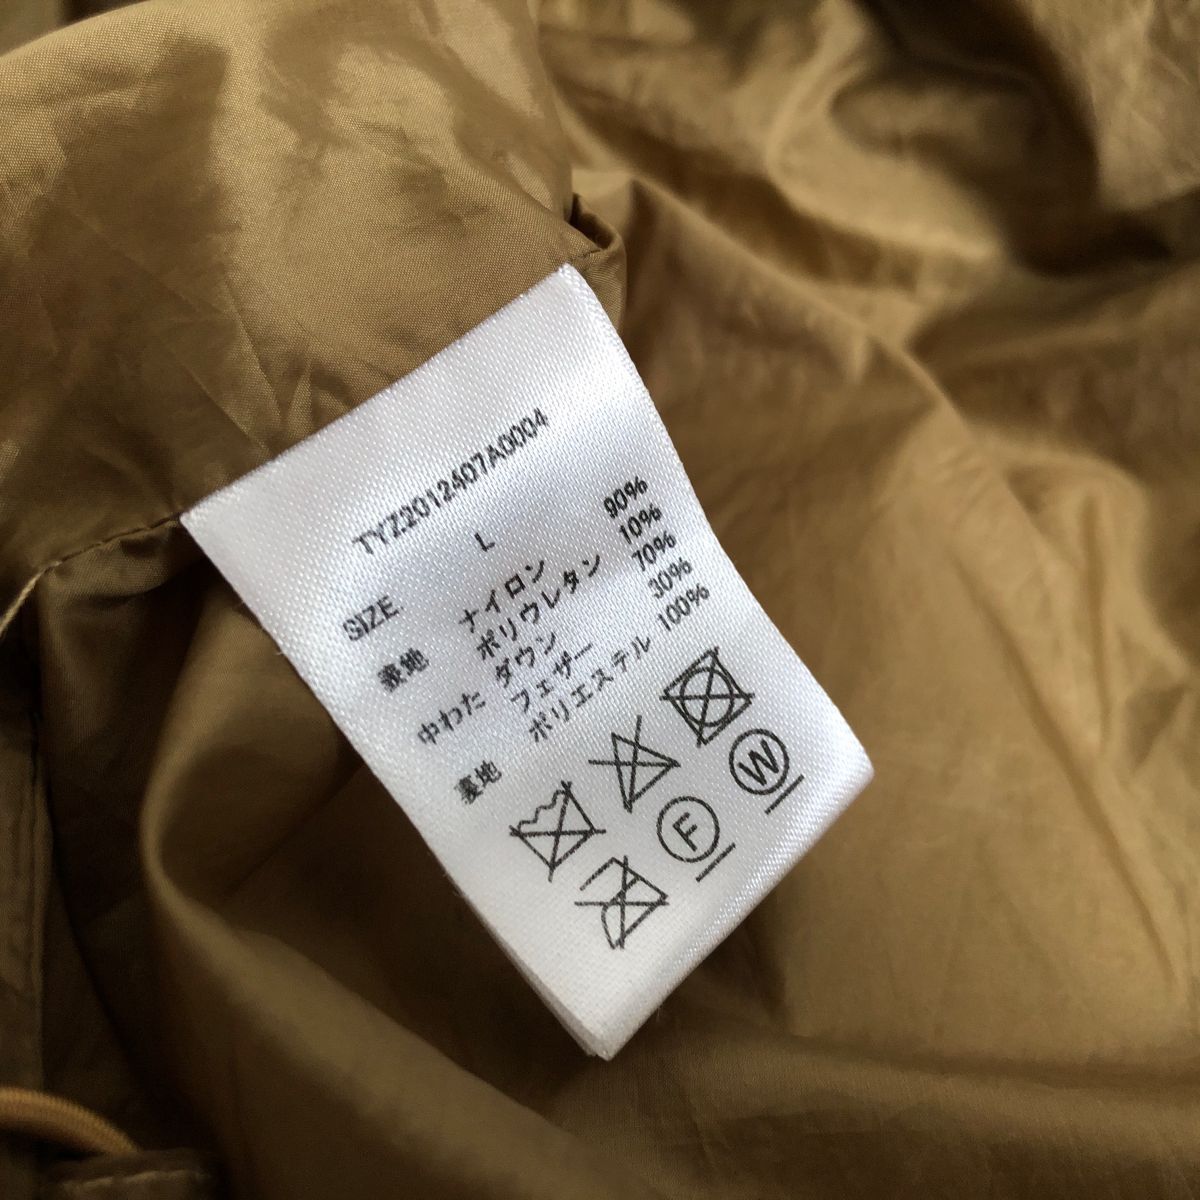 TYZ2012407A0004
SIZE L
表地 ナイロン 90%
ポリウレタン 10%
中わた ダウン 70%
フェザー 30%
裏地 ポリエステル 100%
F
W